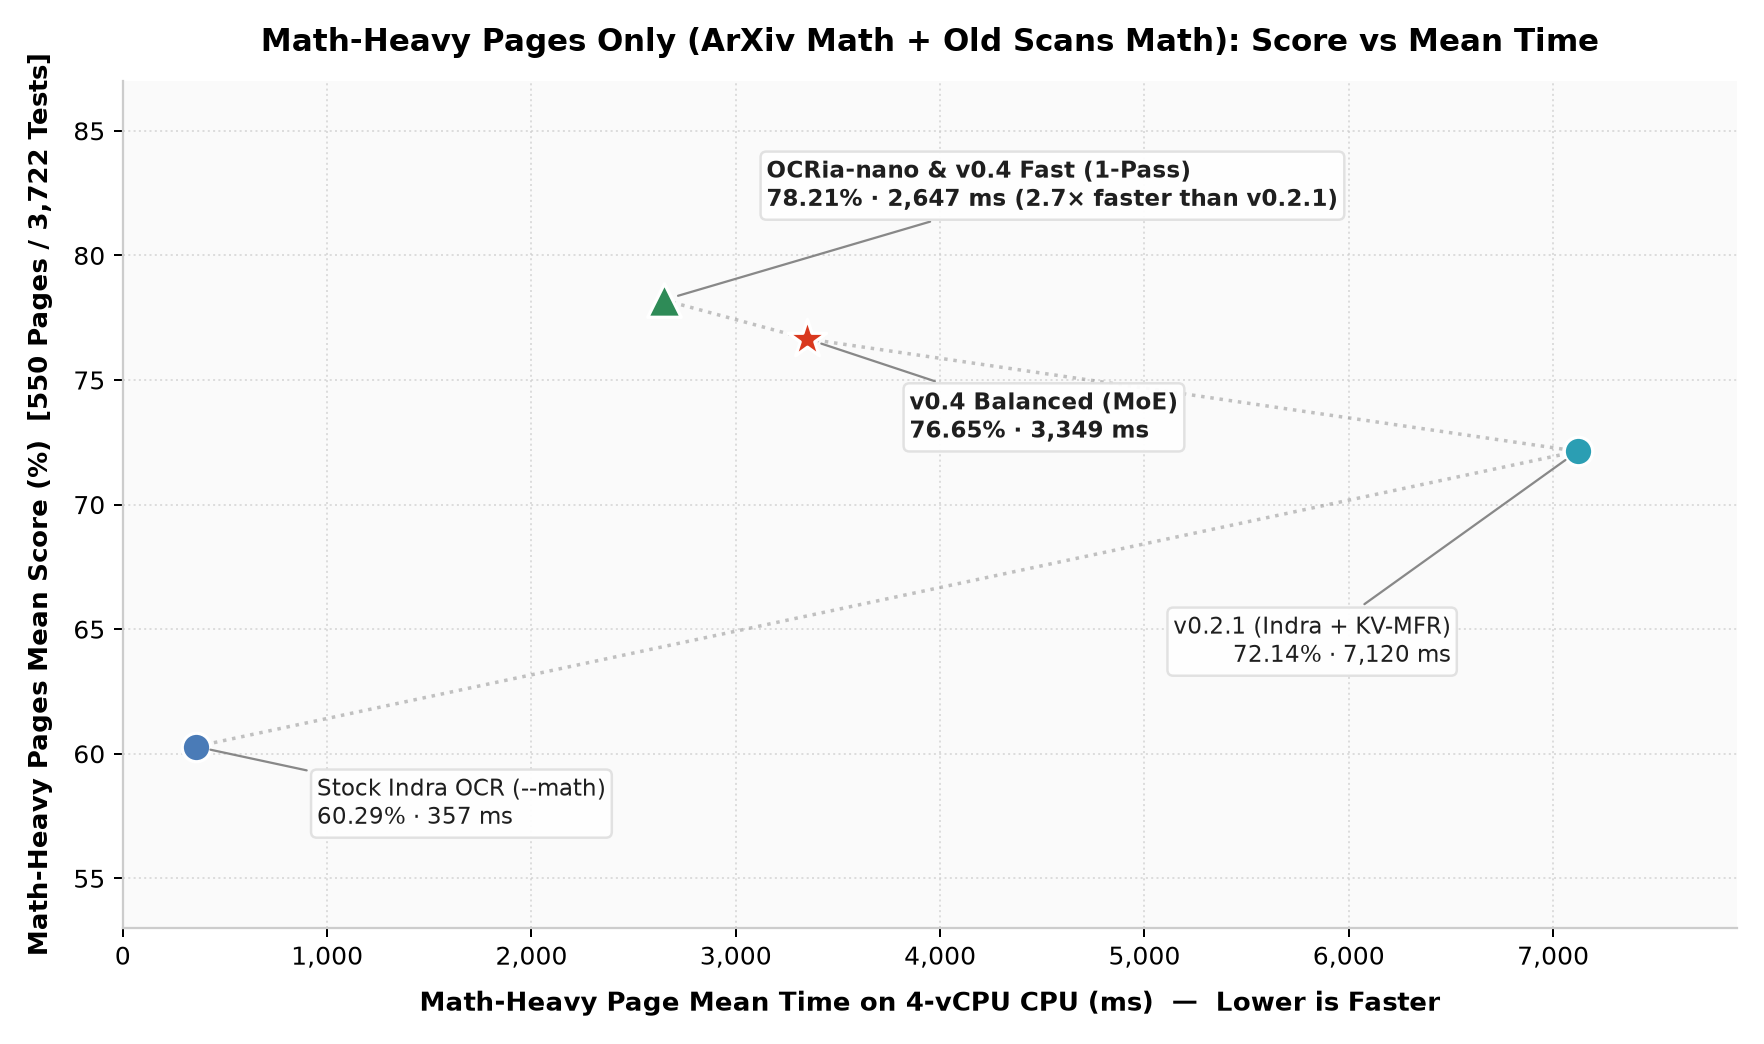 Math-Heavy Pages Only (ArXiv Math + Old Scans Math): Score vs Mean Time
Math-Heavy Pages Mean Score (%)  [550 Pages / 3,722 Tests]
85
80
75
70
65
60
55
OCRia-nano & v0.4 Fast (1-Pass)
78.21% · 2,647 ms (2.7× faster than v0.2.1)
v0.4 Balanced (MoE)
76.65% · 3,349 ms
v0.2.1 (Indra + KV-MFR)
72.14% · 7,120 ms
Stock Indra OCR (--math)
60.29% · 357 ms
0 1,000 2,000 3,000 4,000 5,000 6,000 7,000
Math-Heavy Page Mean Time on 4-vCPU CPU (ms)  —  Lower is Faster